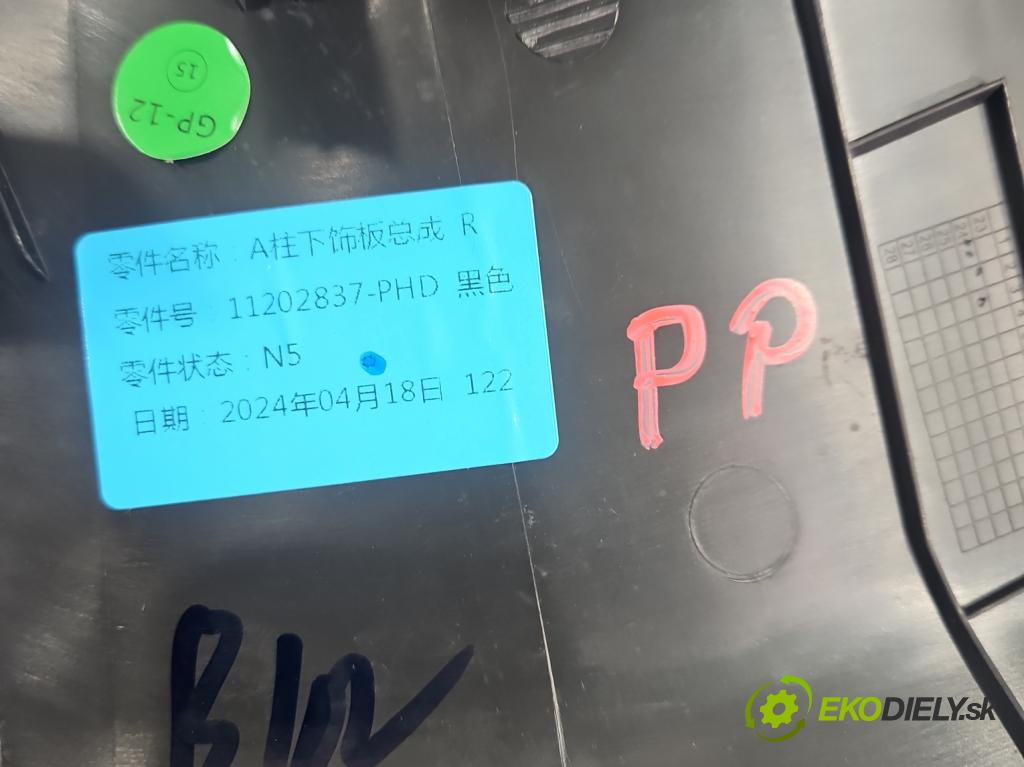 15
GP-12
零件名称：A柱下饰板总成 R
零件号：11202837-PHD 黑色
零件状态：N5
日期：2024年04月18日 122
PP
EKODIELY.sk